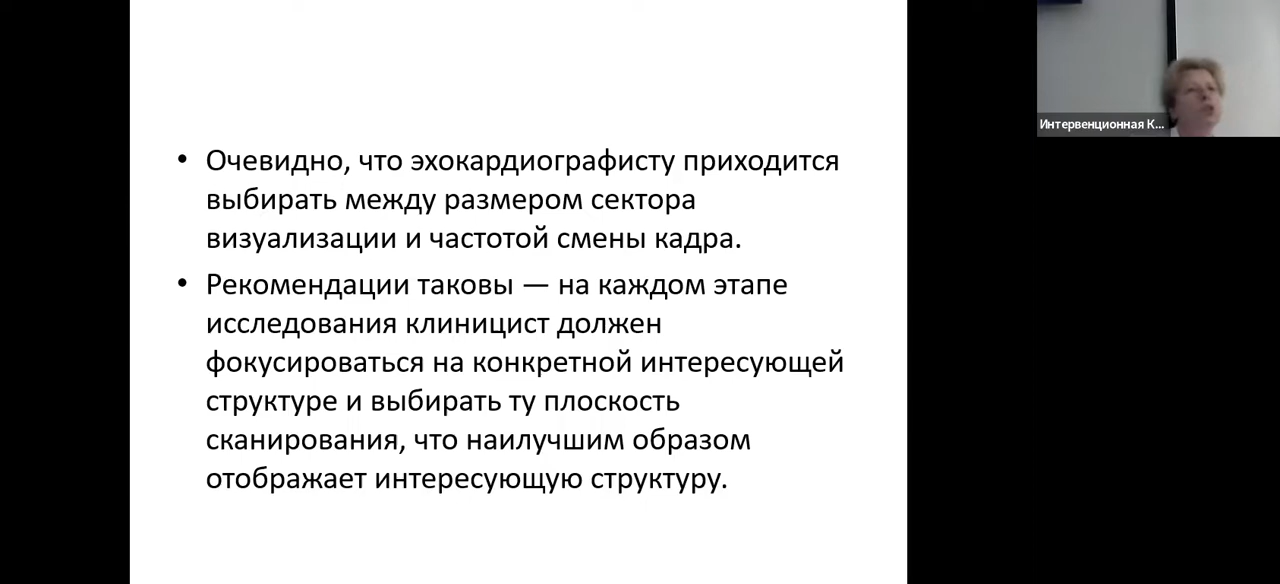 • Очевидно, что эхокардиографисту приходится
выбирать между размером сектора
визуализации и частотой смены кадра.
• Рекомендации таковы — на каждом этапе
исследования клиницист должен
фокусироваться на конкретной интересующей
структуре и выбирать ту плоскость
сканирования, что наилучшим образом
отображает интересующую структуру.
Интервенционная К...